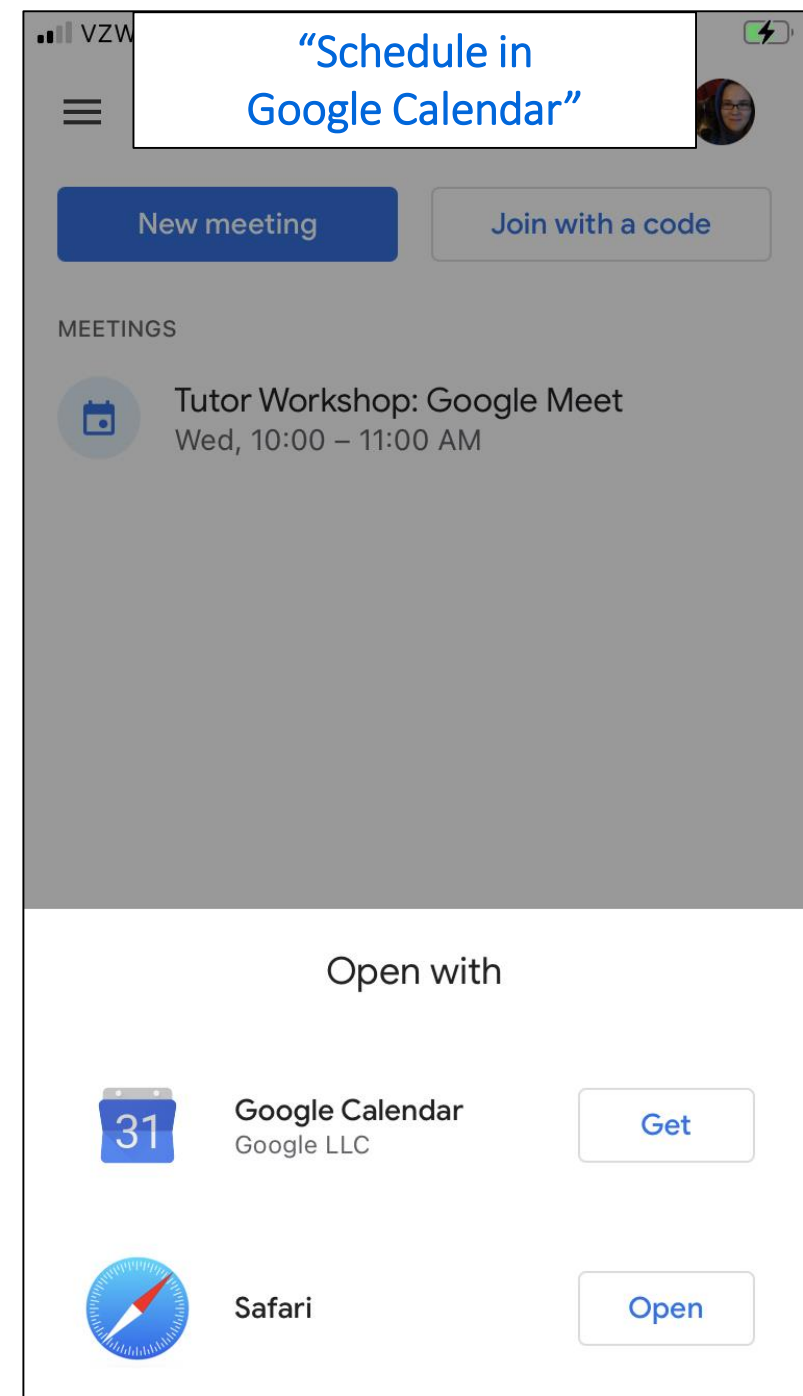 VZW
“Schedule in
Google Calendar”
New meeting
Join with a code
MEETINGS
Tutor Workshop: Google Meet
Wed, 10:00 – 11:00 AM
Open with
31
Google Calendar
Google LLC
Get
Safari
Open